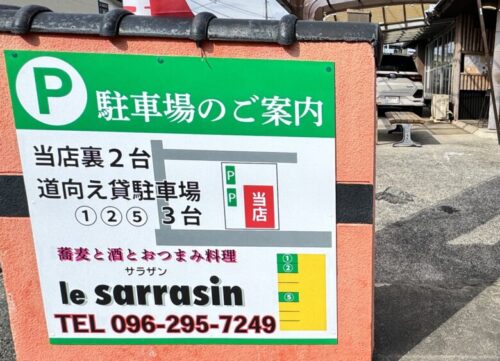 P 駐車場のご案内
当店裏2台
道向え貸駐車場
①②⑤ 3台
P
P
当店
蕎麦と酒とおつまみ料理
サラザン
le sarrasin
TEL 096-295-7249
①
②
⑤